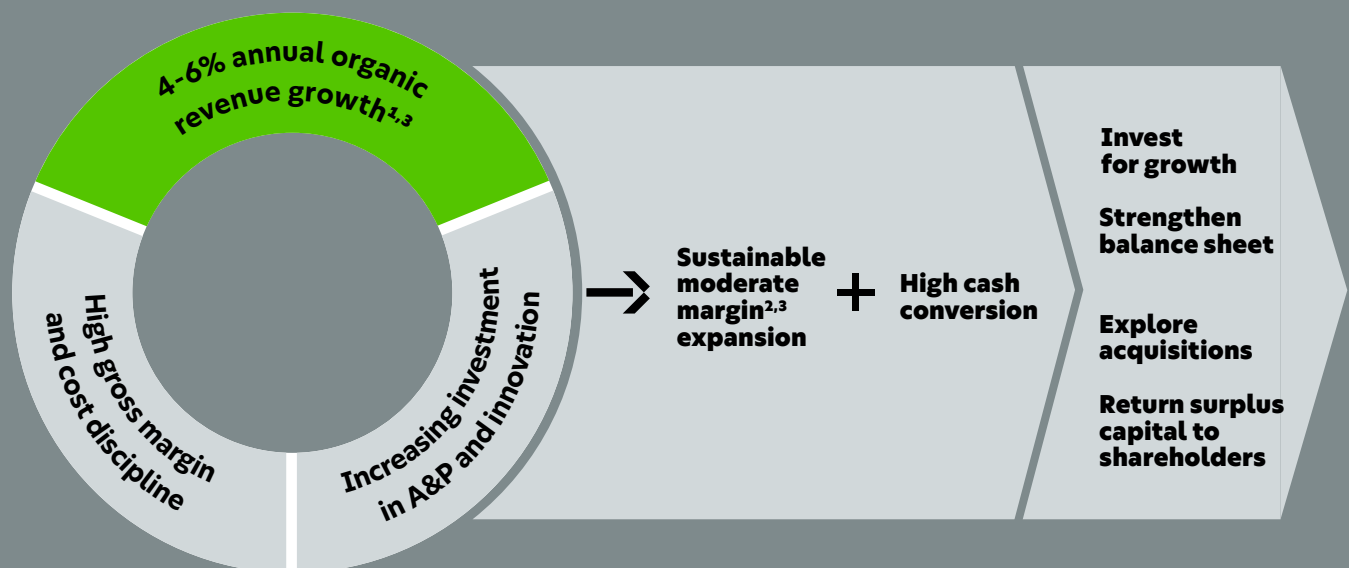 4-6% annual organic
revenue growth¹,³
High gross margin
and cost discipline
Increasing investment
in A&P and innovation
Sustainable
moderate
margin²,³
expansion
+
High cash
conversion
Invest
for growth
Strengthen
balance sheet
Explore
acquisitions
Return surplus
capital to
shareholders